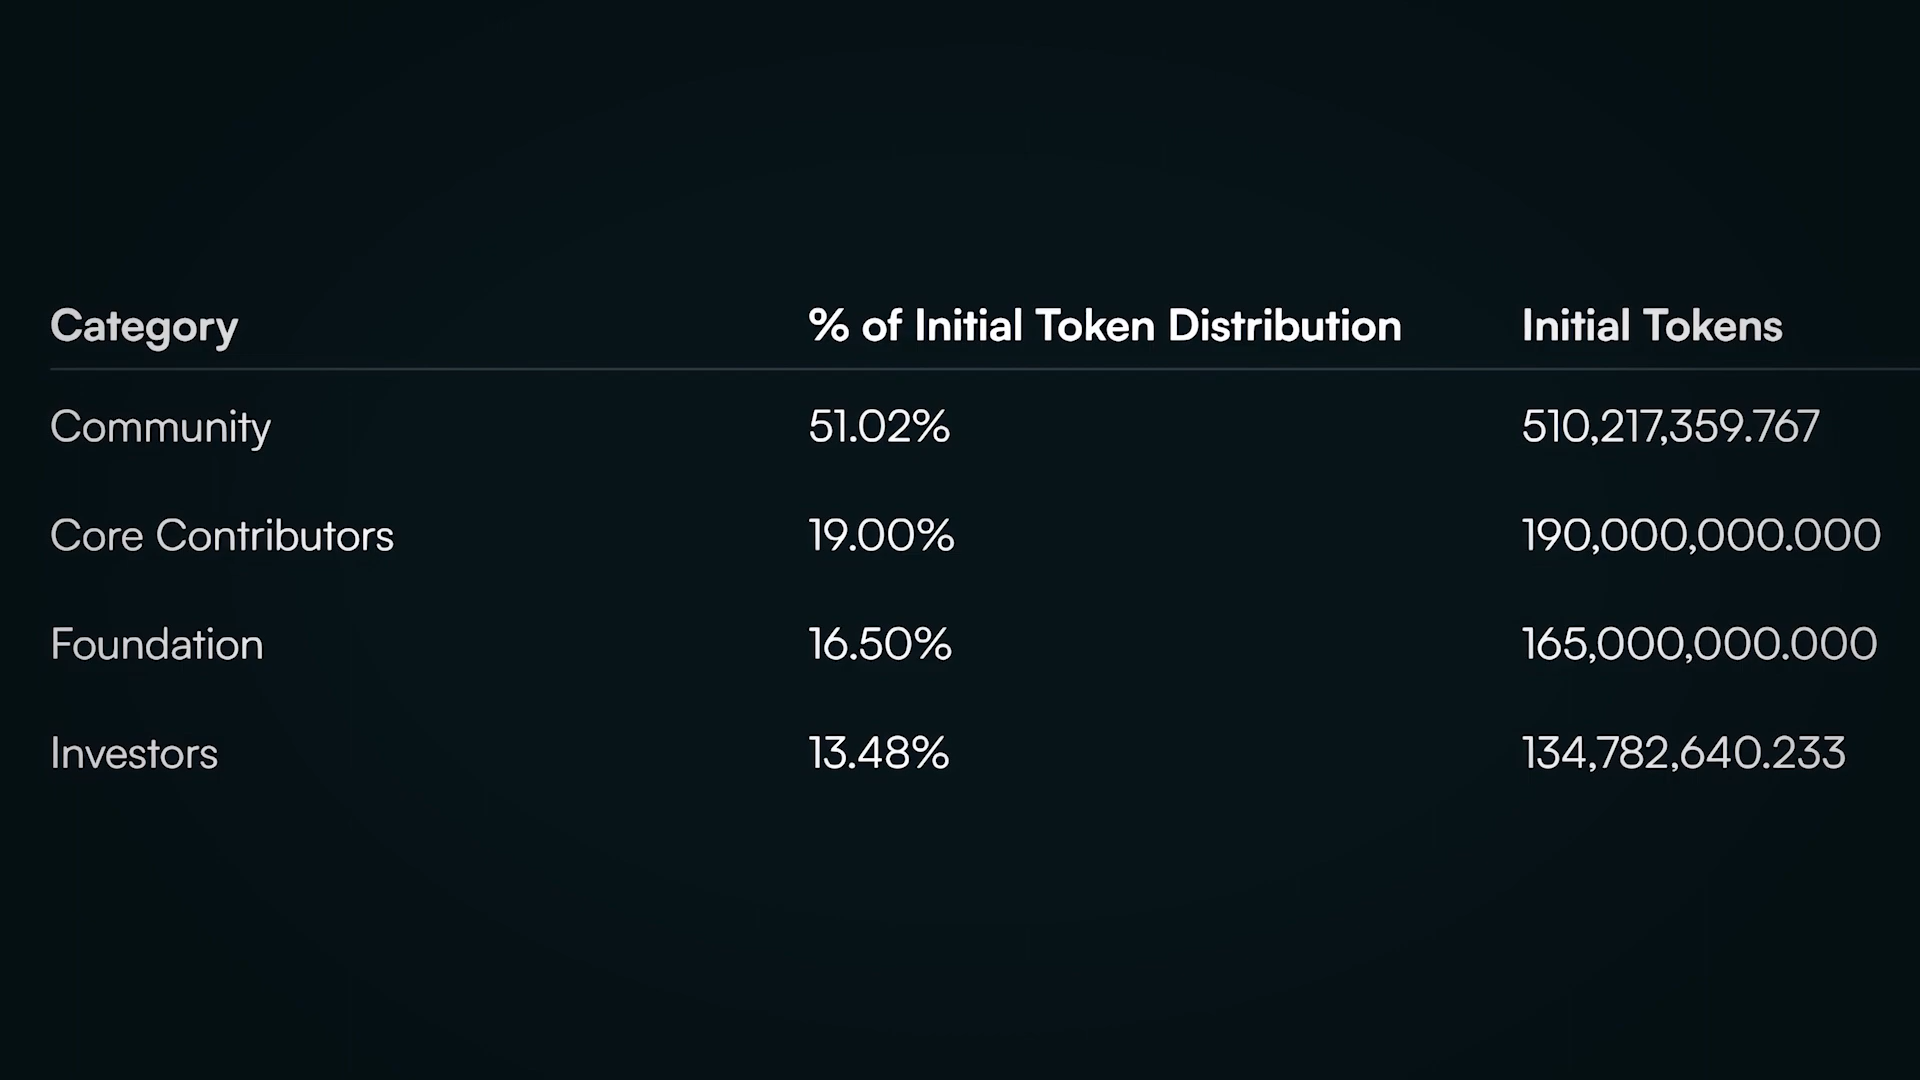 Category % of Initial Token Distribution Initial Tokens
Community 51.02% 510,217,359.767
Core Contributors 19.00% 190,000,000.000
Foundation 16.50% 165,000,000.000
Investors 13.48% 134,782,640.233